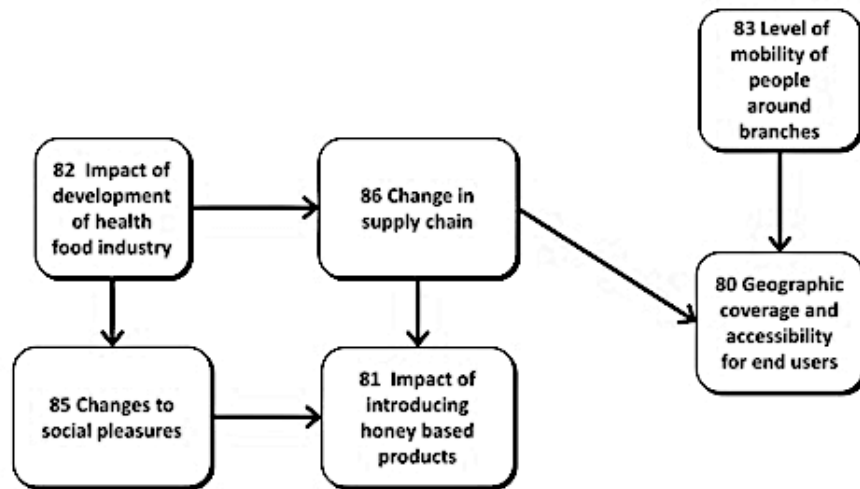 83 Level of
mobility of
people
around
branches
82 Impact of
development
of health
food industry
86 Change in
supply chain
80 Geographic
coverage and
accessibility
for end users
85 Changes to
social pleasures
81 Impact of
introducing
honey based
products